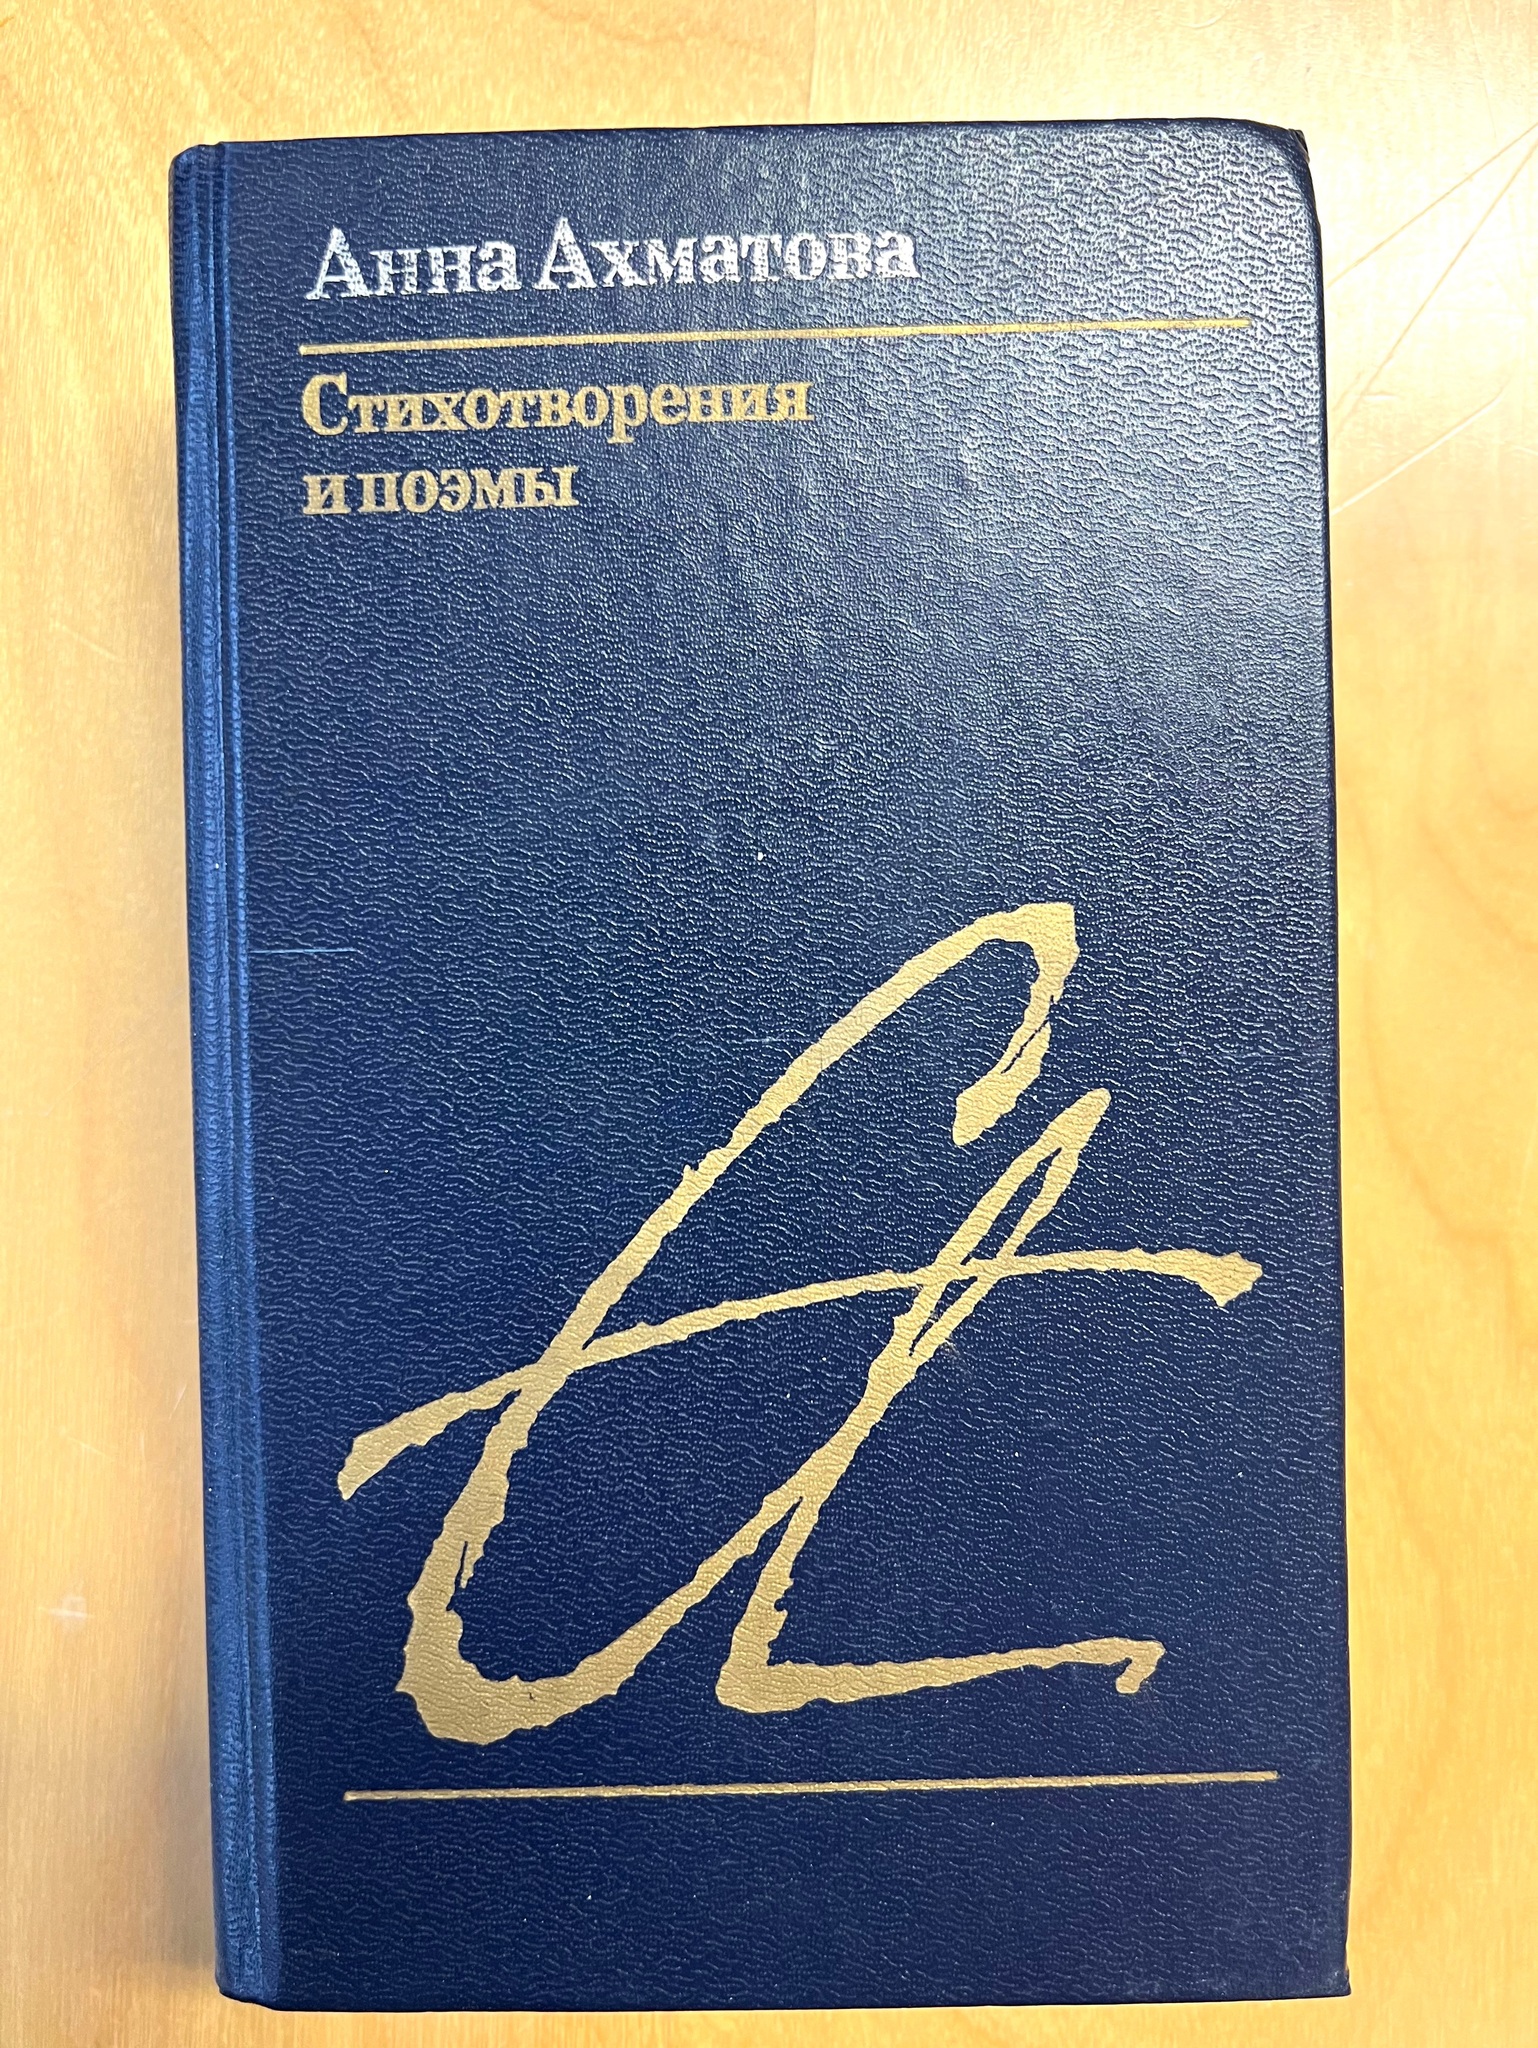 Анна Ахматова
Стихотворения
и поэмы